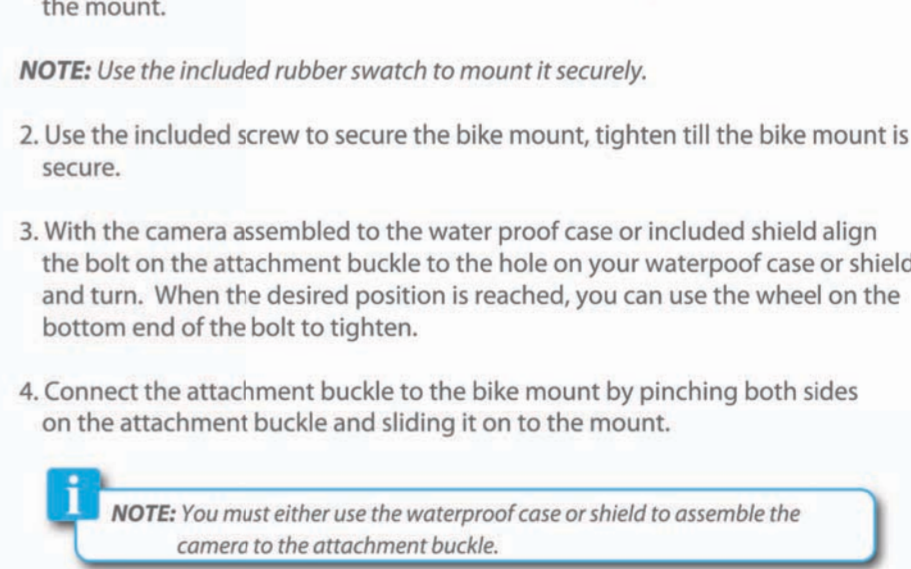 the mount.
NOTE: Use the included rubber swatch to mount it securely.
2. Use the included screw to secure the bike mount, tighten till the bike mount is
secure.
3. With the camera assembled to the water proof case or included shield align
the bolt on the attachment buckle to the hole on your waterpoof case or shield
and turn. When the desired position is reached, you can use the wheel on the
bottom end of the bolt to tighten.
4. Connect the attachment buckle to the bike mount by pinching both sides
on the attachment buckle and sliding it on to the mount.
i
NOTE: You must either use the waterproof case or shield to assemble the
camera to the attachment buckle.